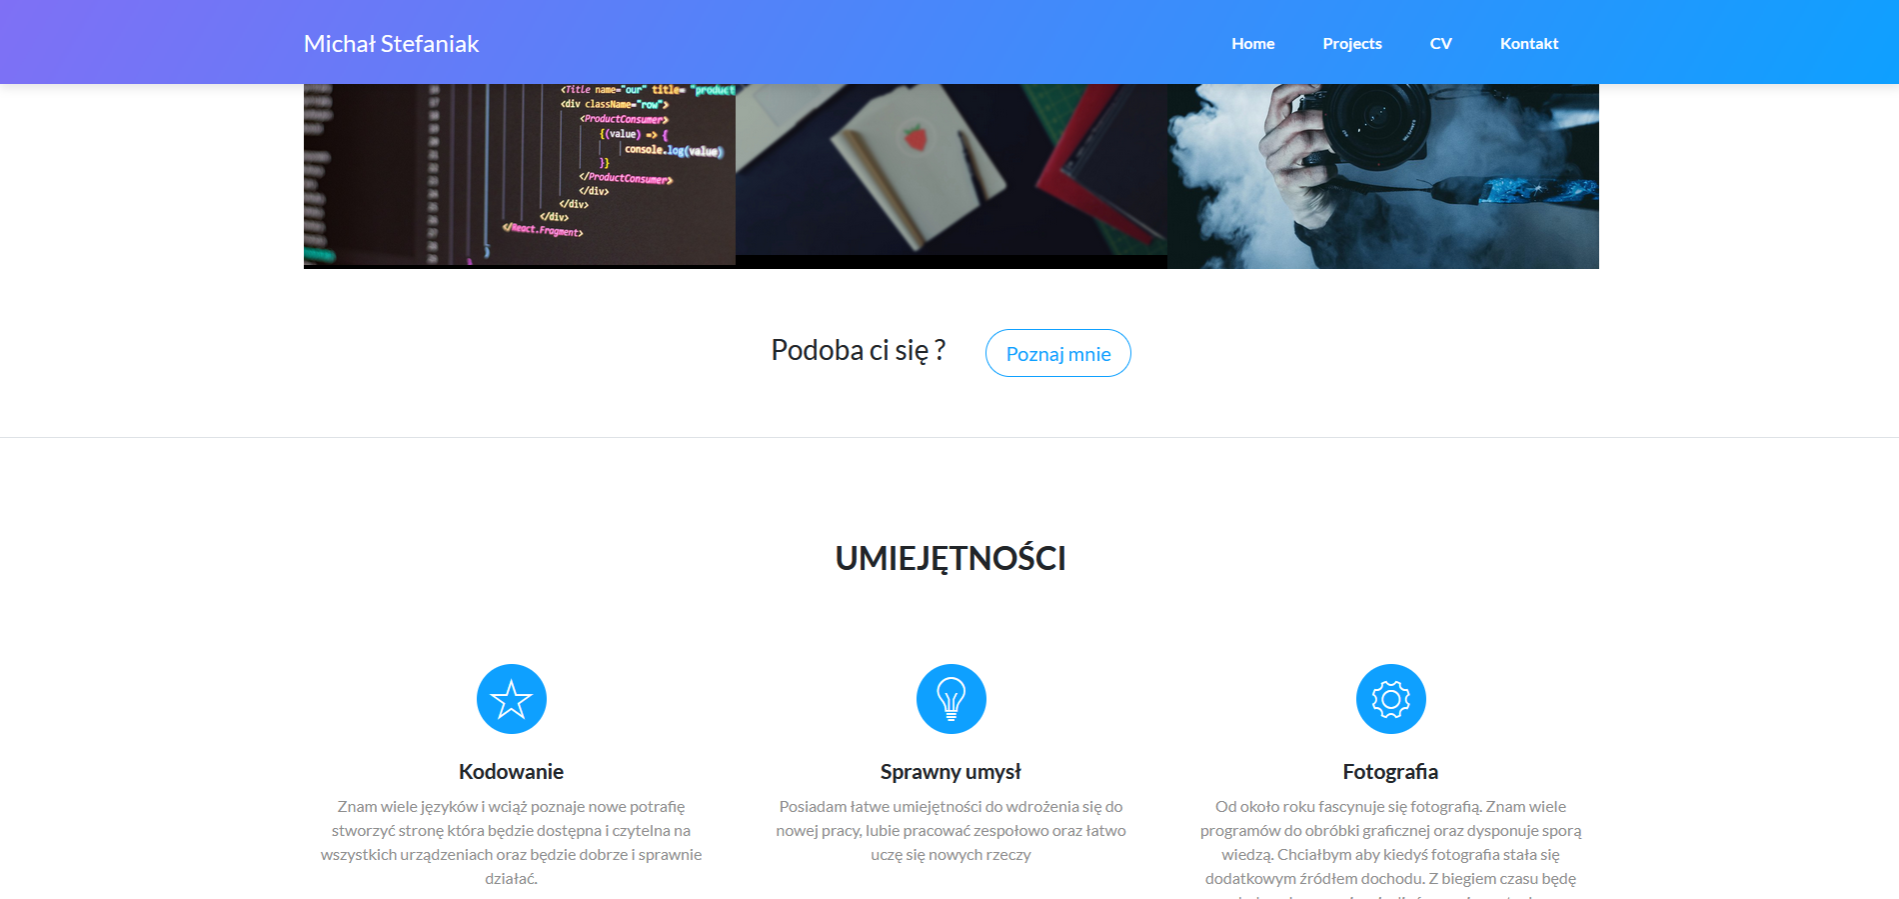 Michał Stefaniak
Home Projects CV Kontakt
<Title name="our" title= "product
<div className="row">
<ProductConsumer>
{(value) => {
console.log(value)
}}
</ProductConsumer>
</div>
</div>
</div>
</React.Fragment>
Podoba ci się ? Poznaj mnie
UMIEJĘTNOŚCI
Kodowanie
Znam wiele języków i wciąż poznaje nowe potrafię
stworzyć stronę która będzie dostępna i czytelna na
wszystkich urządzeniach oraz będzie dobrze i sprawnie
działać.
Sprawny umysł
Posiadam łatwe umiejętności do wdrożenia się do
nowej pracy, lubie pracować zespołowo oraz łatwo
uczę się nowych rzeczy
Fotografia
Od około roku fascynuje się fotografią. Znam wiele
programów do obróbki graficznej oraz dysponuje sporą
wiedzą. Chciałbym aby kiedyś fotografia stała się
dodatkowym źródłem dochodu. Z biegiem czasu będę